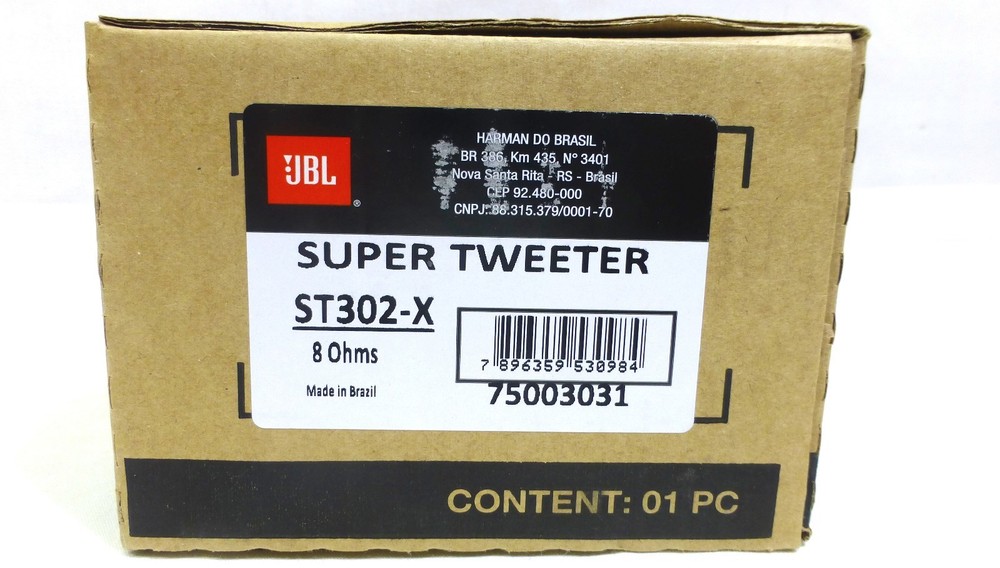 JBL
®
HARMAN DO BRASIL
BR 386, Km 435, N° 3401
Nova Santa Rita - RS - Brasil
CEP 92.480-000
CNPJ: 88.315.379/0001-70
SUPER TWEETER
ST302-X
8 Ohms
Made in Brazil
7 896359 530984
75003031
CONTENT: 01 PC